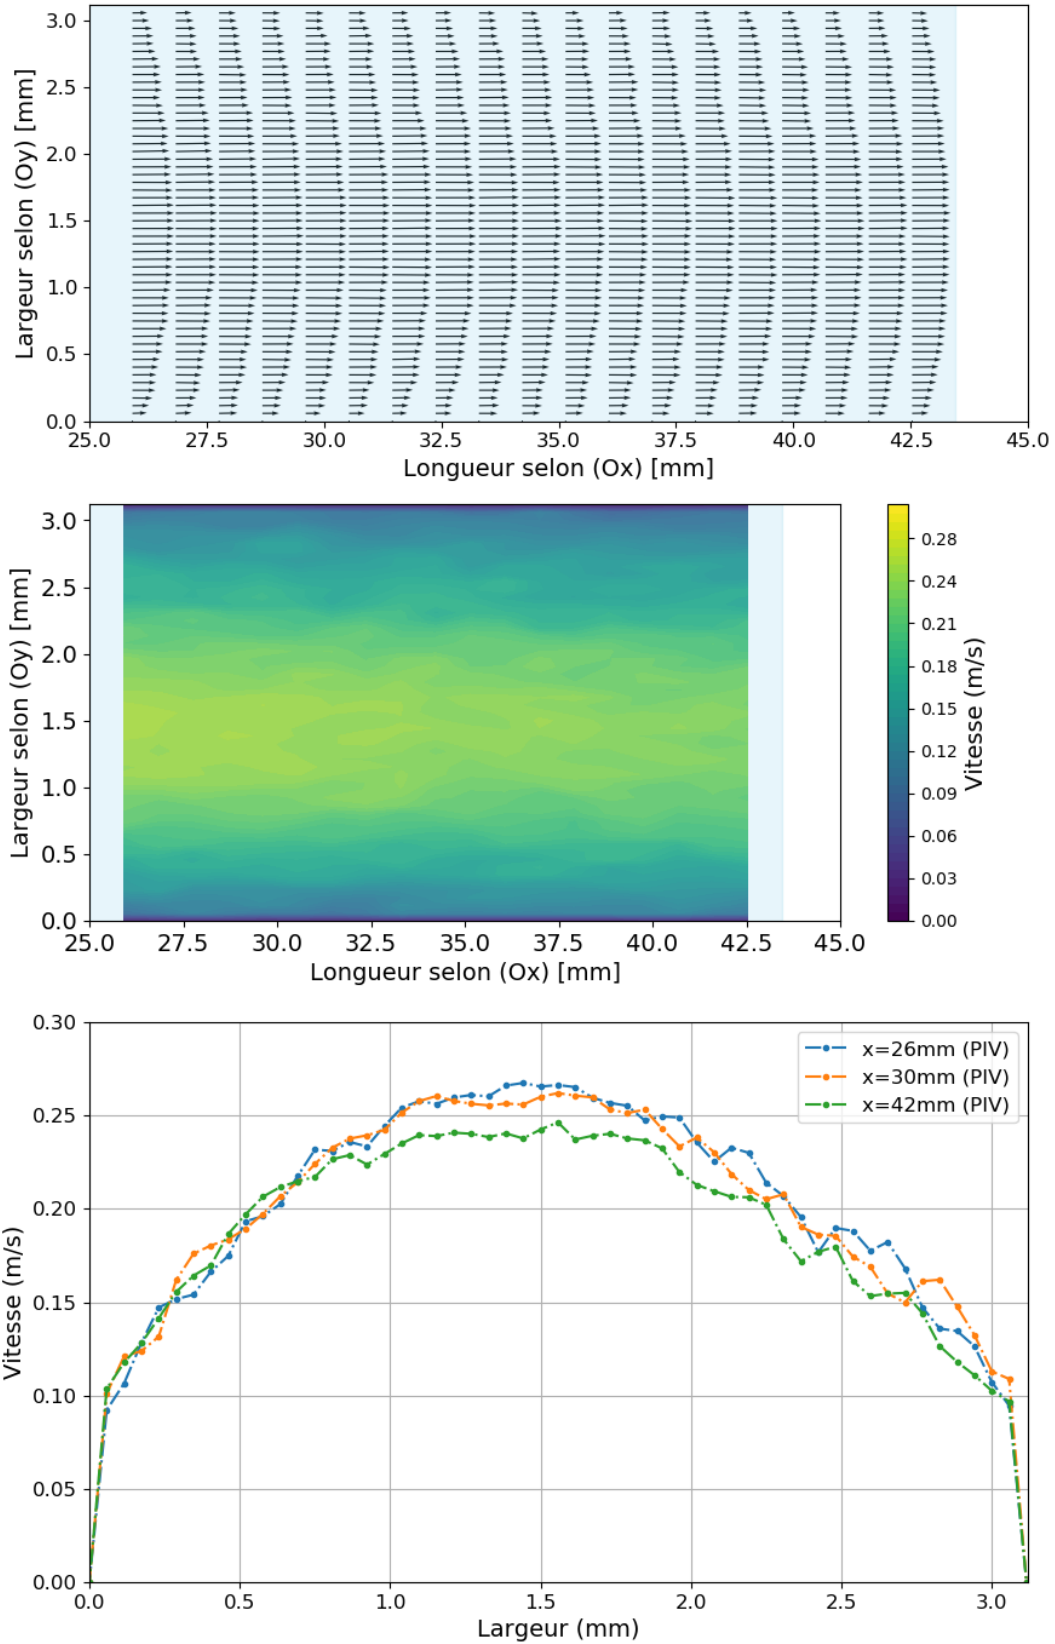 3.0
2.5
2.0
1.5
1.0
0.5
0.0
Largeur selon (Oy) [mm]
25.0 27.5 30.0 32.5 35.0 37.5 40.0 42.5 45.0
Longueur selon (Ox) [mm]
3.0
2.5
2.0
1.5
1.0
0.5
0.0
Largeur selon (Oy) [mm]
25.0 27.5 30.0 32.5 35.0 37.5 40.0 42.5 45.0
Longueur selon (Ox) [mm]
0.28
0.24
0.21
0.18
0.15
0.12
0.09
0.06
0.03
0.00
Vitesse (m/s)
0.30
0.25
0.20
0.15
0.10
0.05
0.00
Vitesse (m/s)
x=26mm (PIV)
x=30mm (PIV)
x=42mm (PIV)
0.0 0.5 1.0 1.5 2.0 2.5 3.0
Largeur (mm)